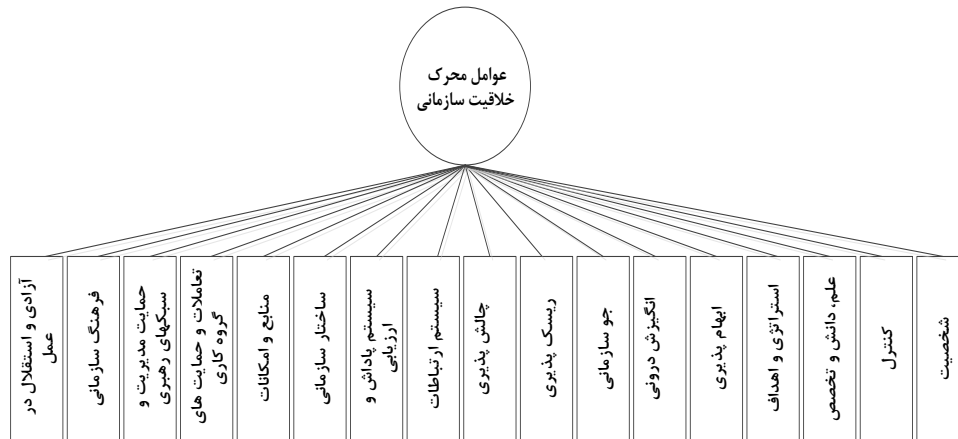 عوامل محرک
خلاقیت سازمانی
شخصیت
کنترل
علم، دانش و تخصص
استراتژی و اهداف
ابهام پذیری
انگیزش درونی
جو سازمانی
ریسک پذیری
چالش پذیری
سیستم ارتباطات
سیستم پاداش و
ارزیابی
ساختار سازمانی
منابع و امکانات
تعاملات و حمایت های
گروه کاری
حمایت مدیریت و
سبکهای رهبری
فرهنگ سازمانی
آزادی و استقلال در
عمل